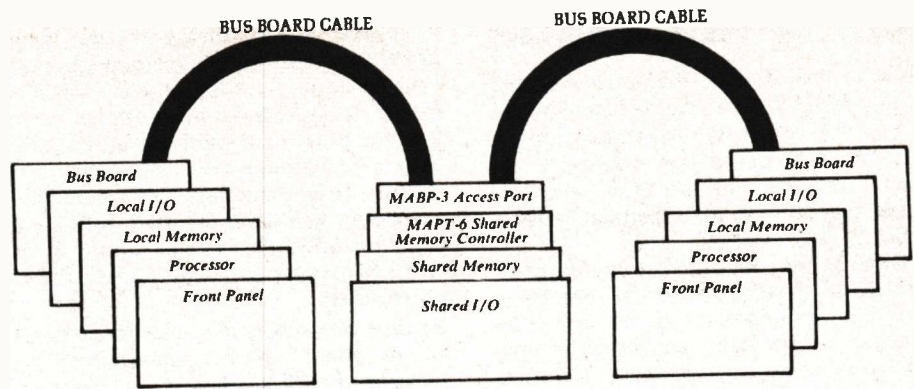 BUS BOARD CABLE
BUS BOARD CABLE
Bus Board
Local I/O
Local Memory
Processor
Front Panel
MABP-3 Access Port
MAPT-6 Shared
Memory Controller
Shared Memory
Shared I/O
Bus Board
Local I/O
Local Memory
Processor
Front Panel